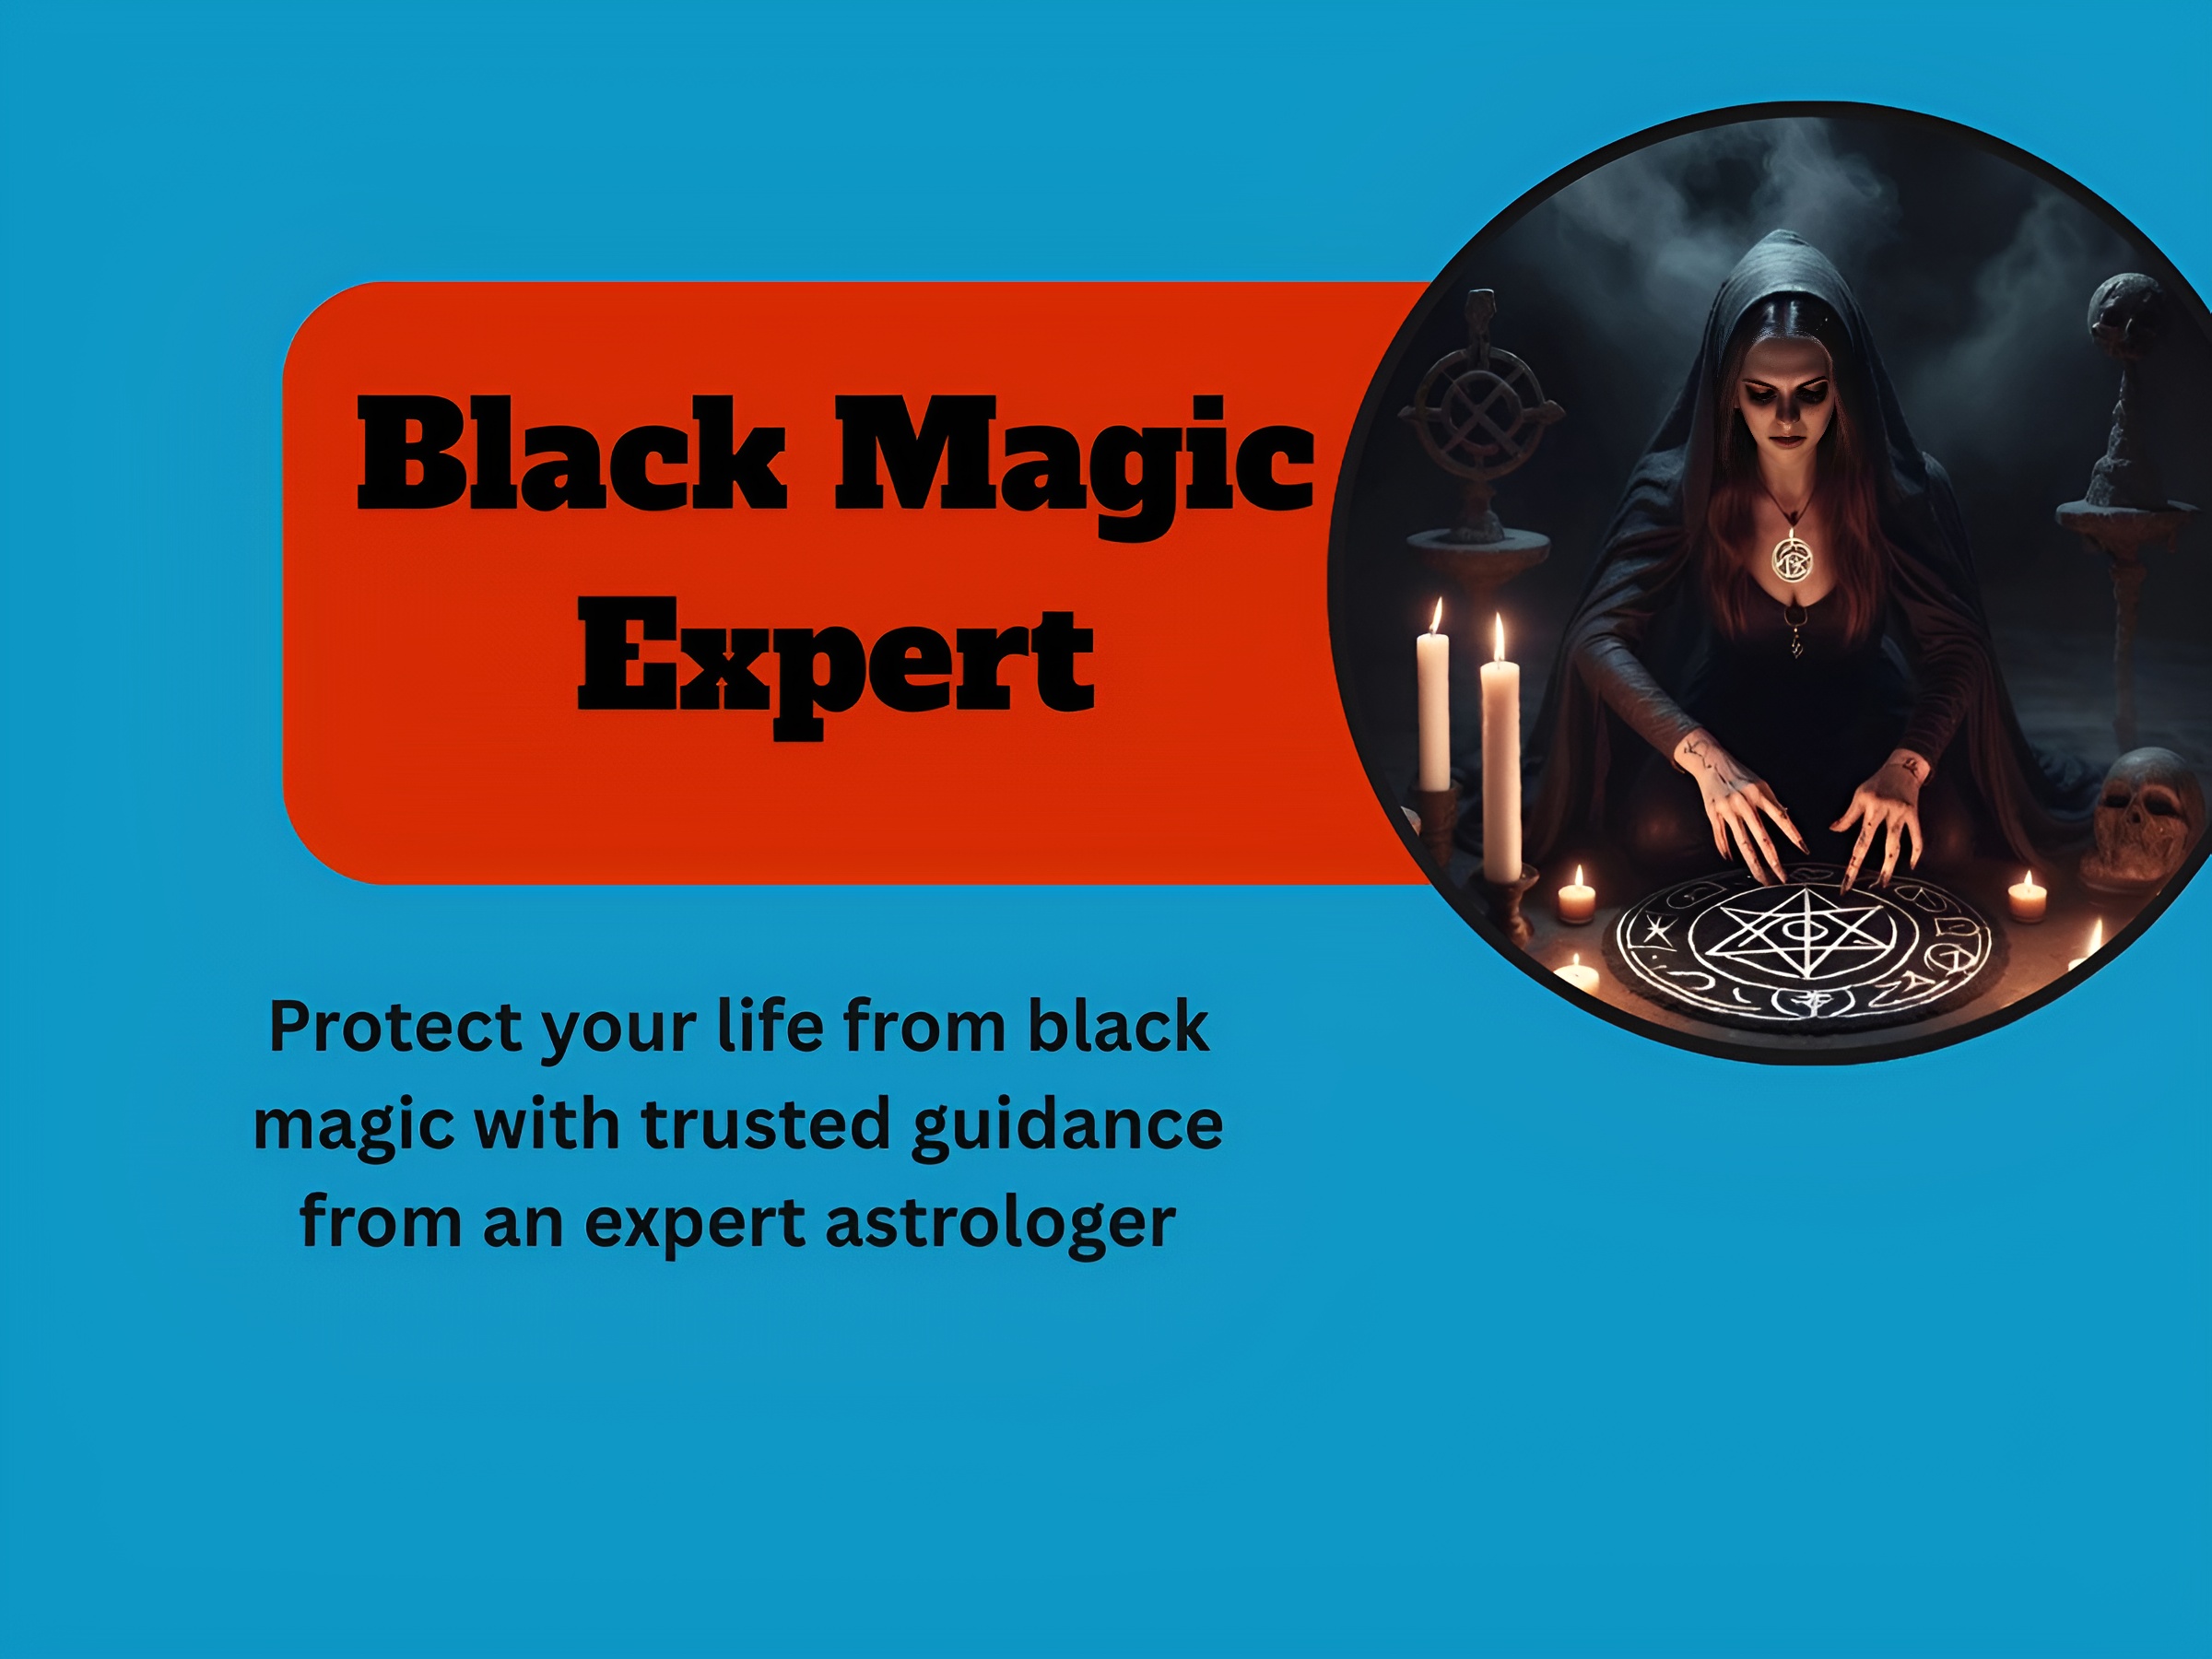 Black Magic
Expert
Protect your life from black
magic with trusted guidance
from an expert astrologer